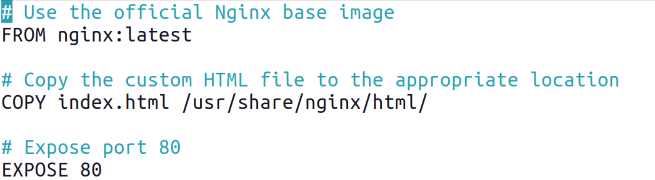 # Use the official Nginx base image
FROM nginx:latest
# Copy the custom HTML file to the appropriate location
COPY index.html /usr/share/nginx/html/
# Expose port 80
EXPOSE 80